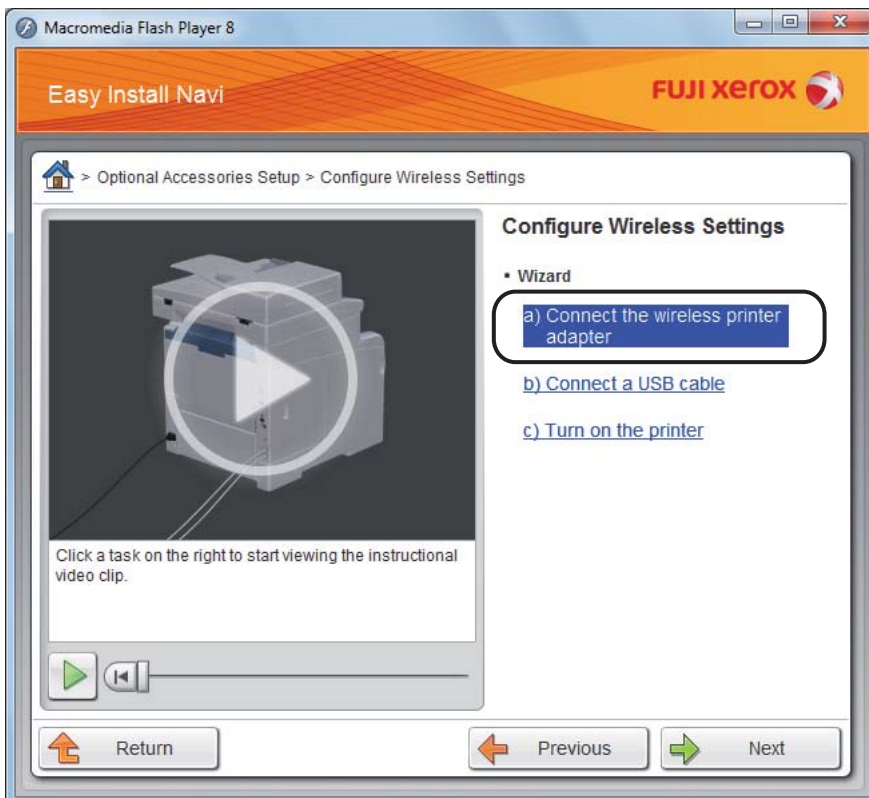 Macromedia Flash Player 8
Easy Install Navi
FUJI xerox
> Optional Accessories Setup > Configure Wireless Settings
Configure Wireless Settings
• Wizard
a) Connect the wireless printer
adapter
b) Connect a USB cable
c) Turn on the printer
Click a task on the right to start viewing the instructional
video clip.
Return
Previous
Next